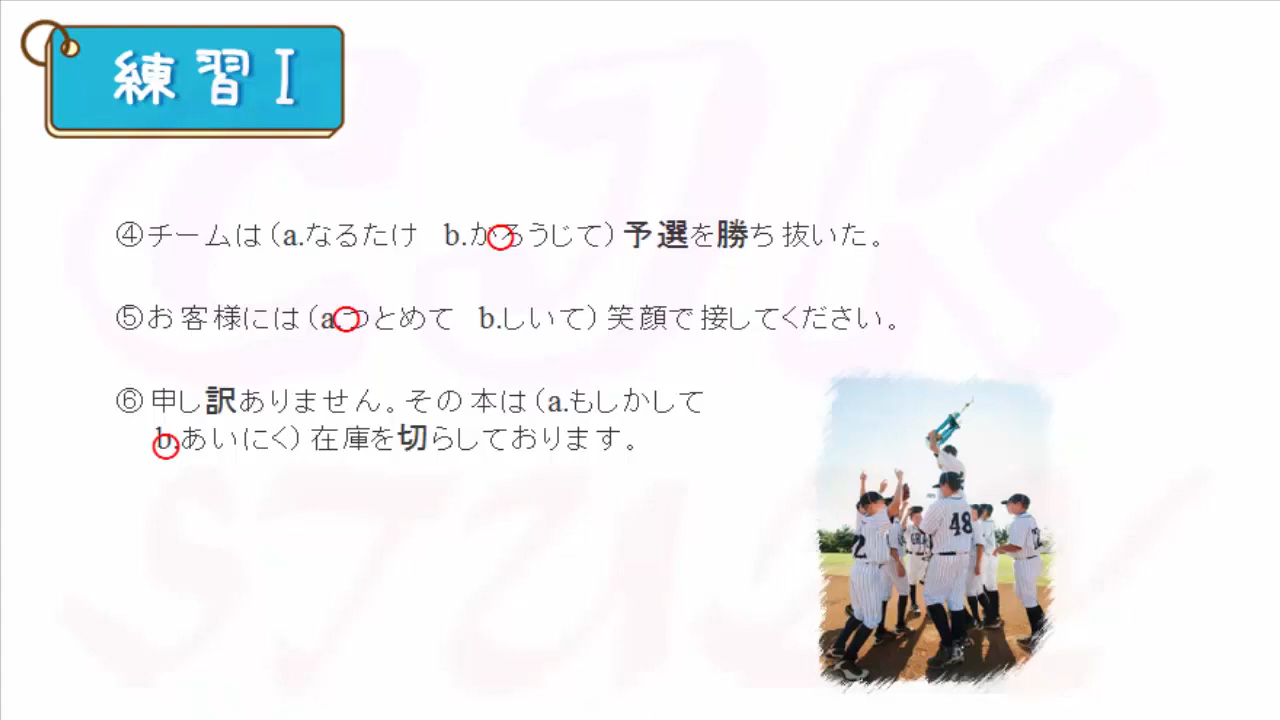 練習Ⅰ
④チームは（a.なるたけ b.かろうじて）予選を勝ち抜いた。
⑤お客様には（a.つとめて b.しいて）笑顔で接してください。
⑥申し訳ありません。その本は（a.もしかして
b.あいにく）在庫を切らしております。
CJK
STUDY
48
2